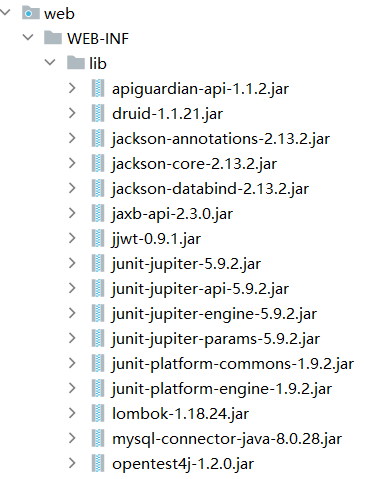 web
WEB-INF
lib
apiguardian-api-1.1.2.jar
druid-1.1.21.jar
jackson-annotations-2.13.2.jar
jackson-core-2.13.2.jar
jackson-databind-2.13.2.jar
jaxb-api-2.3.0.jar
jjwt-0.9.1.jar
junit-jupiter-5.9.2.jar
junit-jupiter-api-5.9.2.jar
junit-jupiter-engine-5.9.2.jar
junit-jupiter-params-5.9.2.jar
junit-platform-commons-1.9.2.jar
junit-platform-engine-1.9.2.jar
lombok-1.18.24.jar
mysql-connector-java-8.0.28.jar
opentest4j-1.2.0.jar